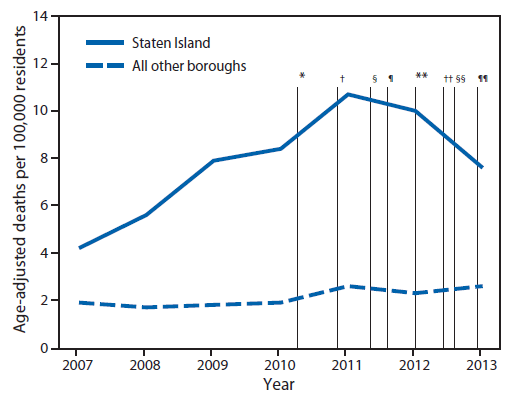 14
12
10
8
6
4
2
0
Age-adjusted deaths per 100,000 residents
Staten Island
All other boroughs
* † § ¶ ** †† §§ ¶¶
2007 2008 2009 2010 2011 2012 2013
Year